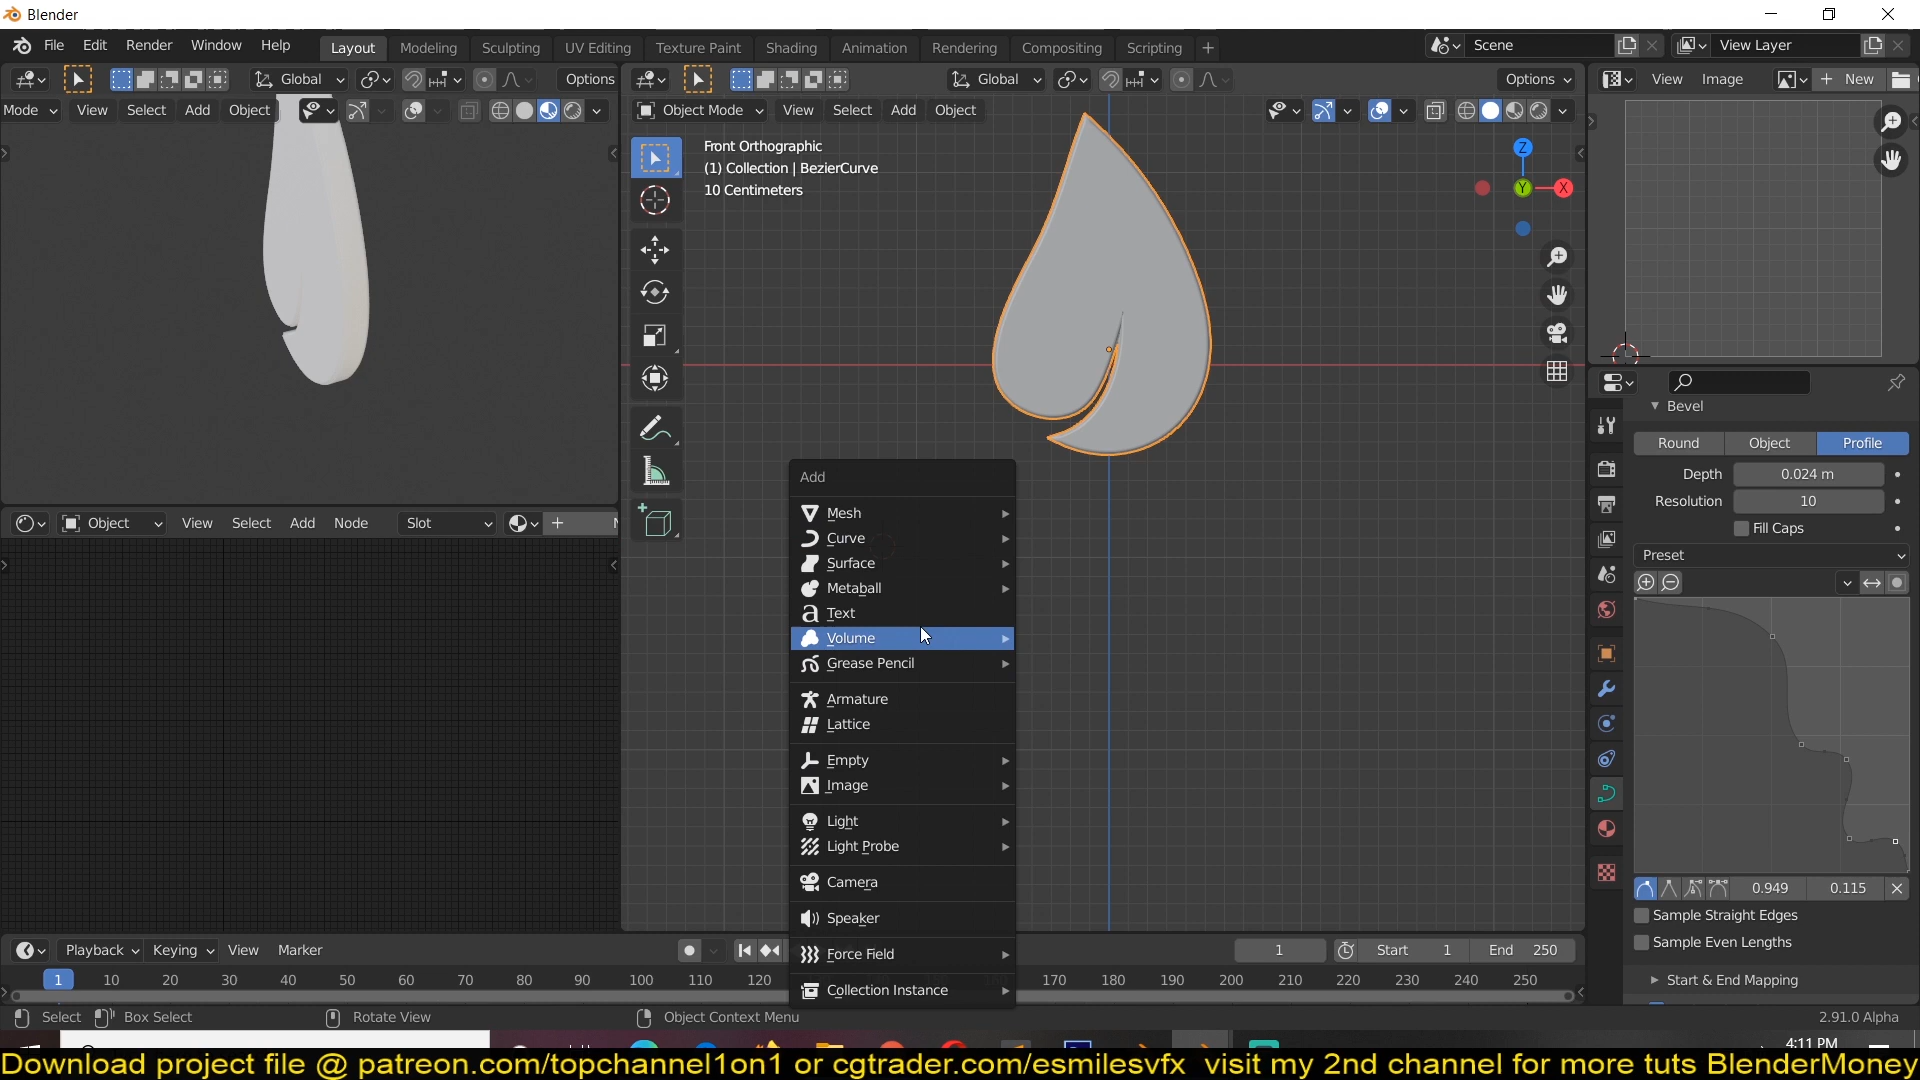 Blender
File Edit Render Window Help Layout Modeling Sculpting UV Editing Texture Paint Shading Animation Rendering Compositing Scripting + Scene View Layer
Global Options Global Options View Image New
Mode View Select Add Object Object Mode View Select Add Object
Front Orthographic
(1) Collection | BezierCurve
10 Centimeters
Z
Y
X
Bevel
Round Object Profile
Depth 0.024 m
Resolution 10
Fill Caps
Preset
0.949 0.115
Sample Straight Edges
Sample Even Lengths
Start & End Mapping
Object View Select Add Node Slot
Add
Mesh
Curve
Surface
Metaball
Text
Volume
Grease Pencil
Armature
Lattice
Empty
Image
Light
Light Probe
Camera
Speaker
Force Field
Collection Instance
Playback Keying View Marker 1 Start 1 End 250
1 10 20 30 40 50 60 70 80 90 100 110 120 170 180 190 200 210 220 230 240 250
Select Box Select Rotate View Object Context Menu 2.91.0 Alpha
4:11 PM
Download project file @ patreon.com/topchannel1on1 or cgtrader.com/esmilesvfx visit my 2nd channel for more tuts BlenderMoney